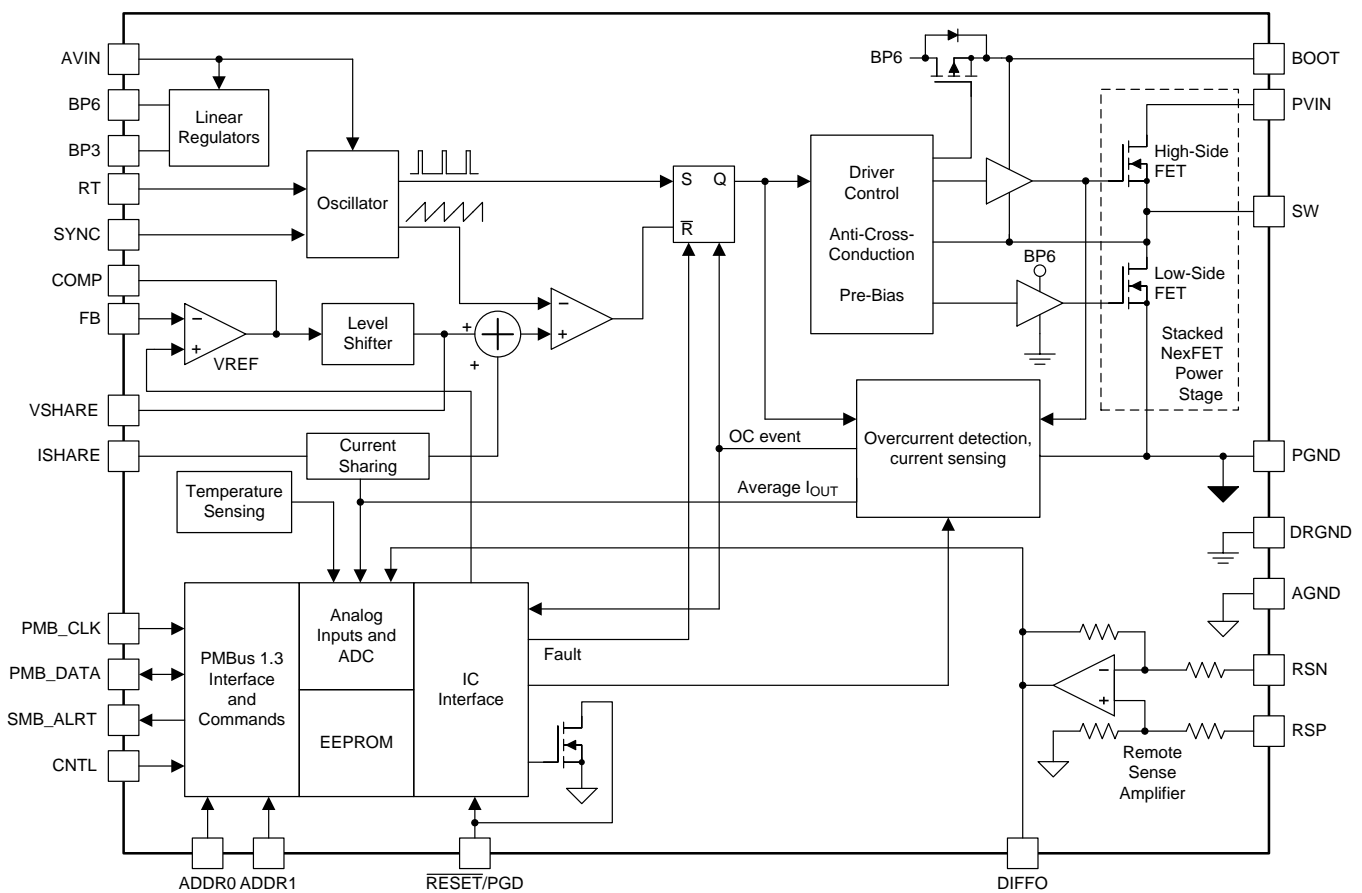 AVIN
BP6
BP3
RT
SYNC
COMP
FB
VSHARE
ISHARE
Linear
Regulators
Oscillator
−
+
VREF
Level
Shifter
+
+
−
+
Current
Sharing
Temperature
Sensing
S Q
R̅
BP6
Driver
Control
Anti-Cross-
Conduction
Pre-Bias
BP6
High-Side
FET
Low-Side
FET
Stacked
NexFET
Power
Stage
BOOT
PVIN
SW
PGND
DRGND
AGND
RSN
RSP
OC event
Average I_OUT
Overcurrent detection,
current sensing
PMB_CLK
PMB_DATA
SMB_ALRT
CNTL
PMBus 1.3
Interface
and
Commands
Analog
Inputs and
ADC
EEPROM
IC
Interface
Fault
−
+
Remote
Sense
Amplifier
ADDR0 ADDR1
R̅E̅S̅E̅T̅/PGD
DIFFO